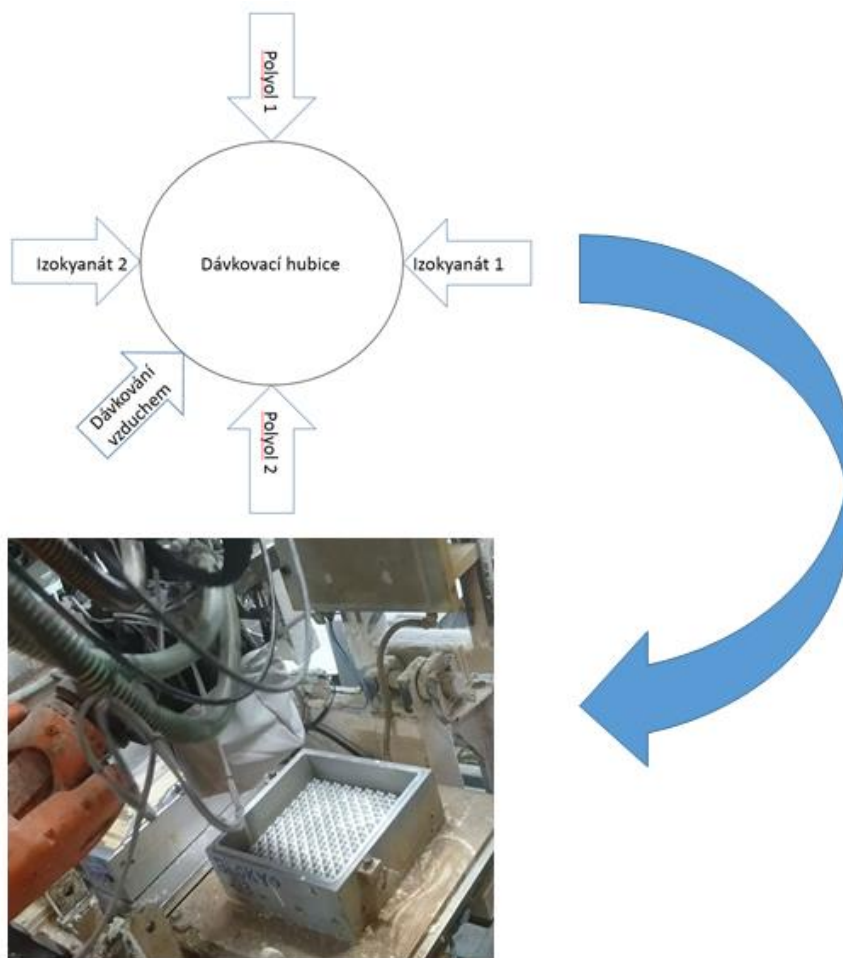 Polyol 1
Izokyanát 2
Dávkovací hubice
Izokyanát 1
Dávkování
vzduchem
Polyol 2